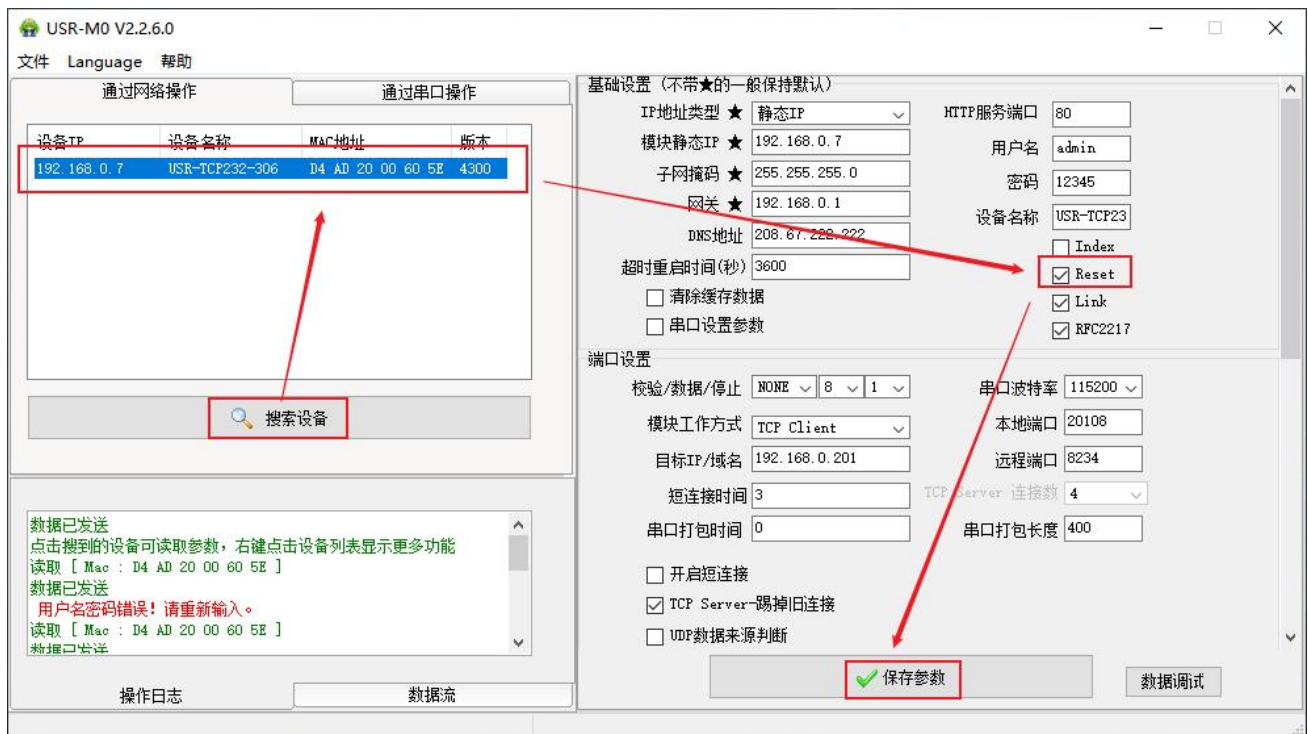 USR-M0 V2.2.6.0
文件 Language 帮助
通过网络操作 通过串口操作
设备IP 设备名称 MAC地址 版本
192.168.0.7 USR-TCP232-306 D4 AD 20 00 60 5E 4300
搜索设备
数据已发送
点击搜到的设备可读取参数，右键点击设备列表显示更多功能
读取 [ Mac : D4 AD 20 00 60 5E ]
数据已发送
用户名密码错误！请重新输入。
读取 [ Mac : D4 AD 20 00 60 5E ]
数据已发送
操作日志 数据流
基础设置（不带★的一般保持默认）
IP地址类型 ★ 静态IP HTTP服务端口 80
模块静态IP ★ 192.168.0.7 用户名 admin
子网掩码 ★ 255.255.255.0 密码 12345
网关 ★ 192.168.0.1 设备名称 USR-TCP23
DNS地址 208.67.222.222 Index
超时重启时间(秒) 3600 Reset
清除缓存数据 Link
串口设置参数 RFC2217
端口设置
校验/数据/停止 NONE 8 1 串口波特率 115200
模块工作方式 TCP Client 本地端口 20108
目标IP/域名 192.168.0.201 远程端口 8234
短连接时间 3 TCP Server 连接数 4
串口打包时间 0 串口打包长度 400
开启短连接
TCP Server-踢掉旧连接
UDP数据来源判断
保存参数 数据调试